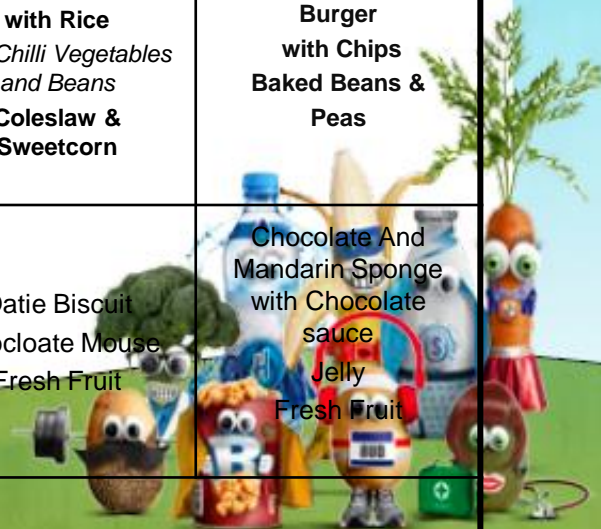 with Rice
Chilli Vegetables
and Beans
Coleslaw &
Sweetcorn
Burger
with Chips
Baked Beans &
Peas
Biscuit
Mouse
Fresh Fruit
Chocolate And
Mandarin Sponge
with Chocolate
sauce
Jelly
Fresh Fruit
B
BUD
S